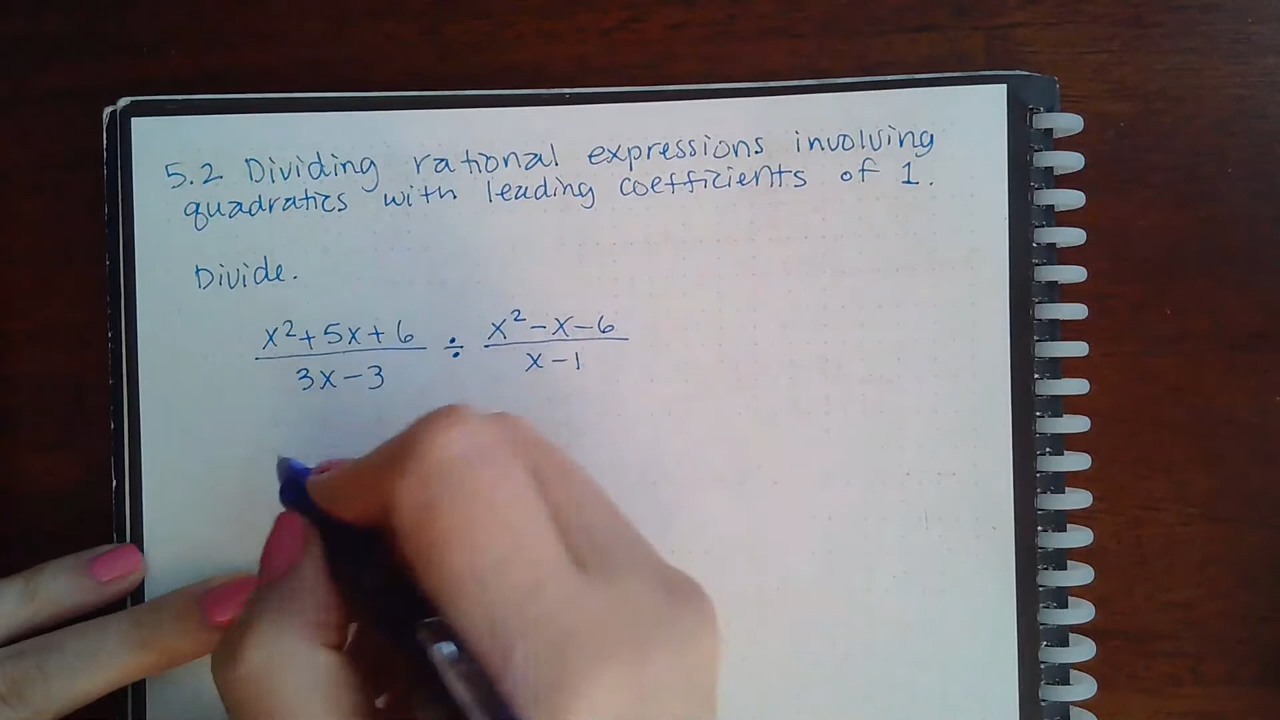 5.2 Dividing rational expressions involving
quadratics with leading coefficients of 1.
Divide.
x²+5x+6 / 3x-3 ÷ x²-x-6 / x-1